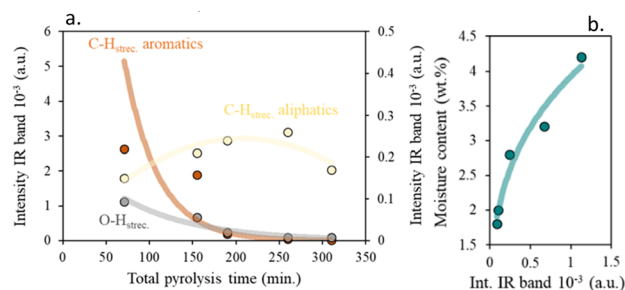 a.
b.
Intensity IR band 10-3 (a.u.)
6
5
4
3
2
1
0
C-Hstrec. aromatics
C-Hstrec. aliphatics
O-Hstrec.
0.5
0.4
0.3
0.2
0.1
0
Intensity IR band 10-3 (a.u.)
0 50 100 150 200 250 300 350
Total pyrolysis time (min.)
Moisture content (wt.%)
4.5
4
3.5
3
2.5
2
1.5
0 0.5 1 1.5
Int. IR band 10-3 (a.u.)